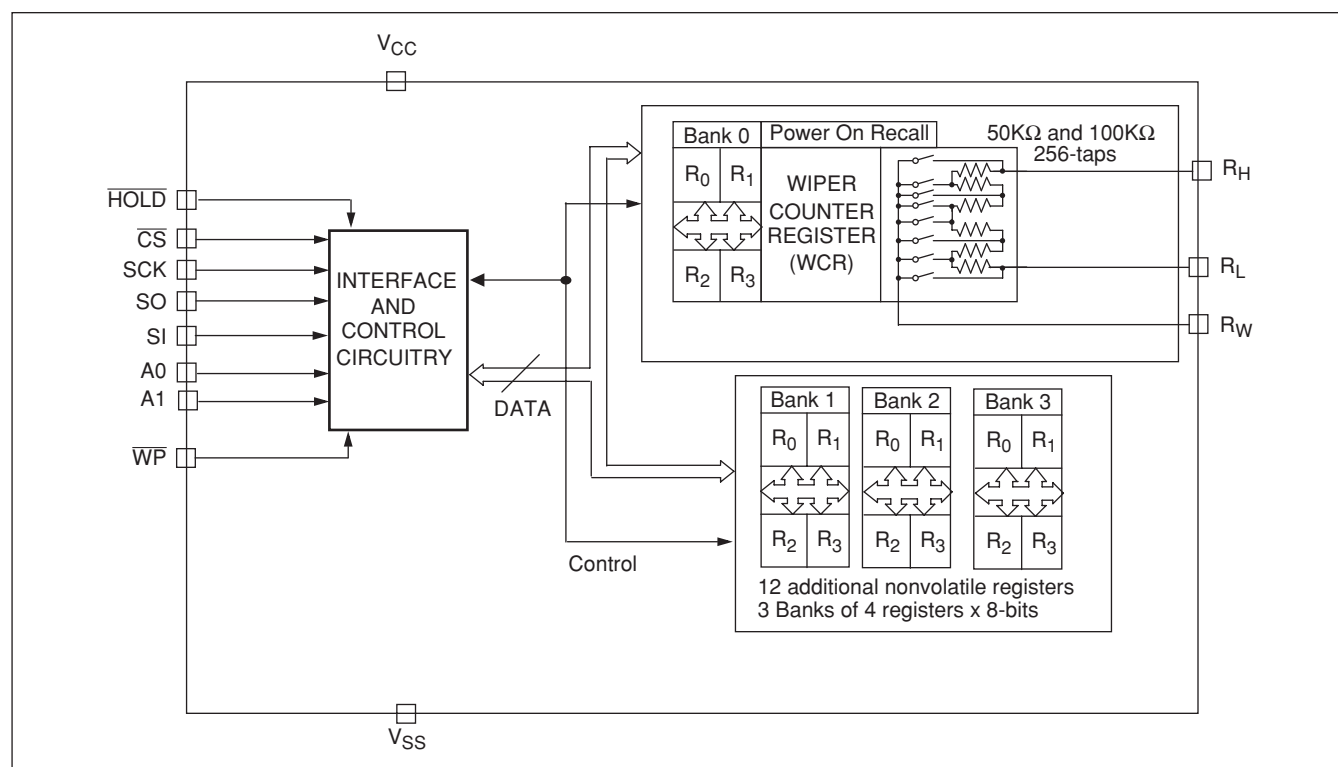 VCC
Bank 0
Power On Recall
50KΩ and 100KΩ
256-taps
R0 R1
R2 R3
WIPER
COUNTER
REGISTER
(WCR)
RH
RL
RW
HOLD
CS
SCK
SO
SI
A0
A1
WP
INTERFACE
AND
CONTROL
CIRCUITRY
DATA
Control
Bank 1
R0 R1
R2 R3
Bank 2
R0 R1
R2 R3
Bank 3
R0 R1
R2 R3
12 additional nonvolatile registers
3 Banks of 4 registers x 8-bits
VSS